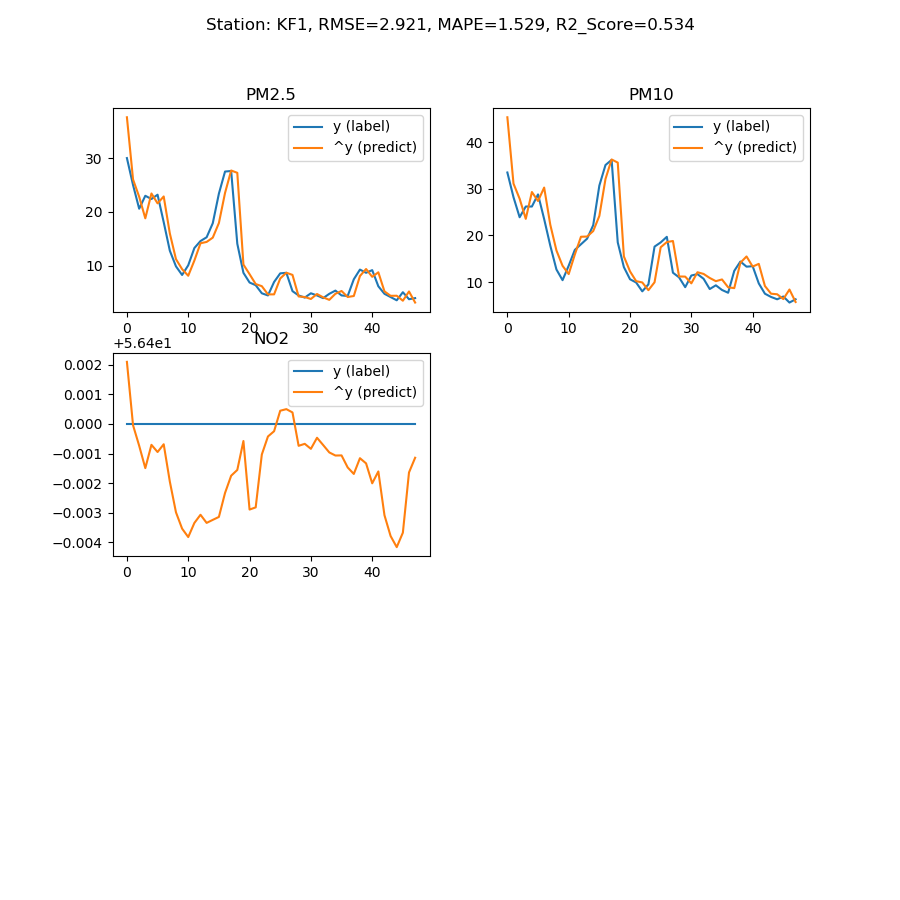 Station: KF1, RMSE=2.921, MAPE=1.529, R2_Score=0.534
PM2.5
y (label)
^y (predict)
30
20
10
0 10 20 30 40
PM10
y (label)
^y (predict)
40
30
20
10
0 10 20 30 40
NO2
+5.64e1
y (label)
^y (predict)
0.002
0.001
0.000
−0.001
−0.002
−0.003
−0.004
0 10 20 30 40